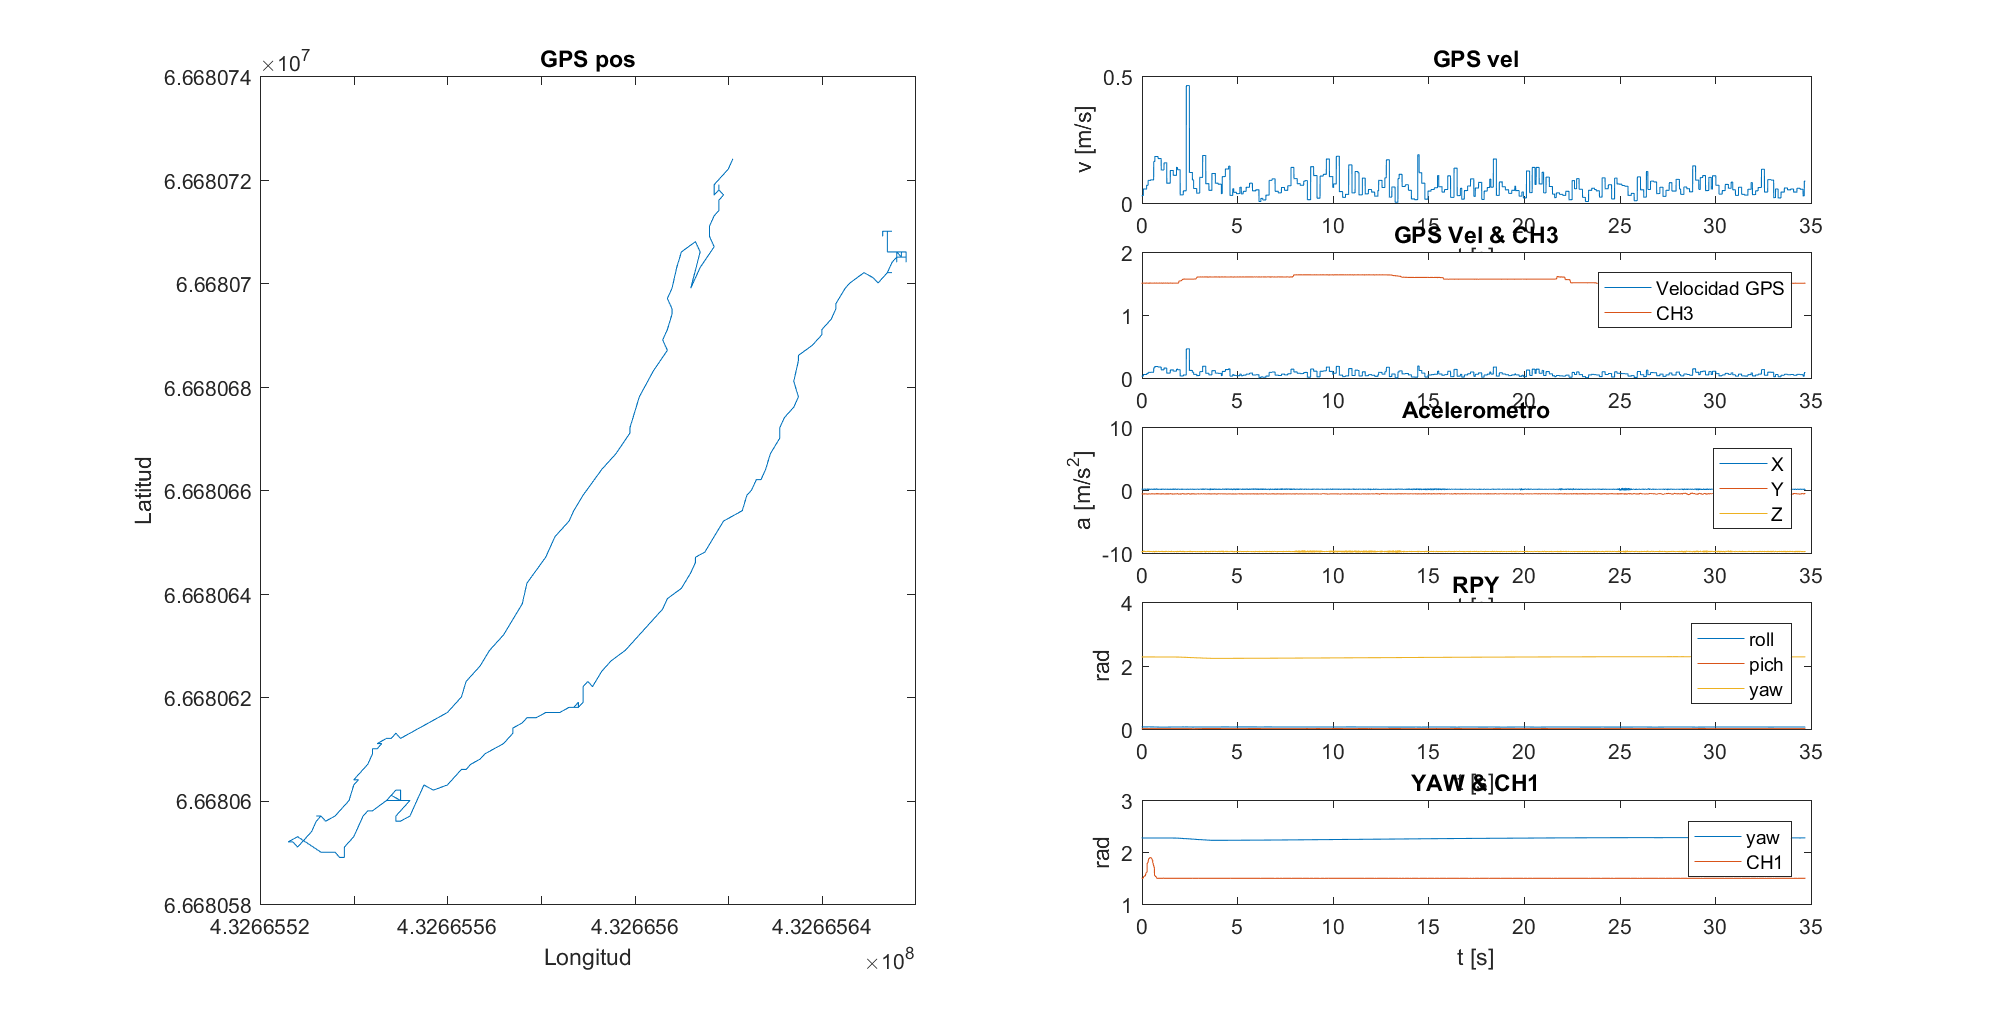 GPS pos
×10^7
6.668074
6.668072
6.66807
6.668068
6.668066
6.668064
6.668062
6.66806
6.668058
Latitud
4.3266552 4.3266556 4.326656 4.3266564
Longitud
×10^8
GPS vel
0.5
0
v [m/s]
0 5 10 15 20 25 30 35
t [s]
GPS Vel & CH3
2
1
0
Velocidad GPS
CH3
0 5 10 15 20 25 30 35
Acelerometro
10
0
-10
a [m/s^2]
X
Y
Z
0 5 10 15 20 25 30 35
t [s]
RPY
4
2
0
rad
roll
pich
yaw
0 5 10 15 20 25 30 35
t [s]
YAW & CH1
3
2
1
rad
yaw
CH1
0 5 10 15 20 25 30 35
t [s]